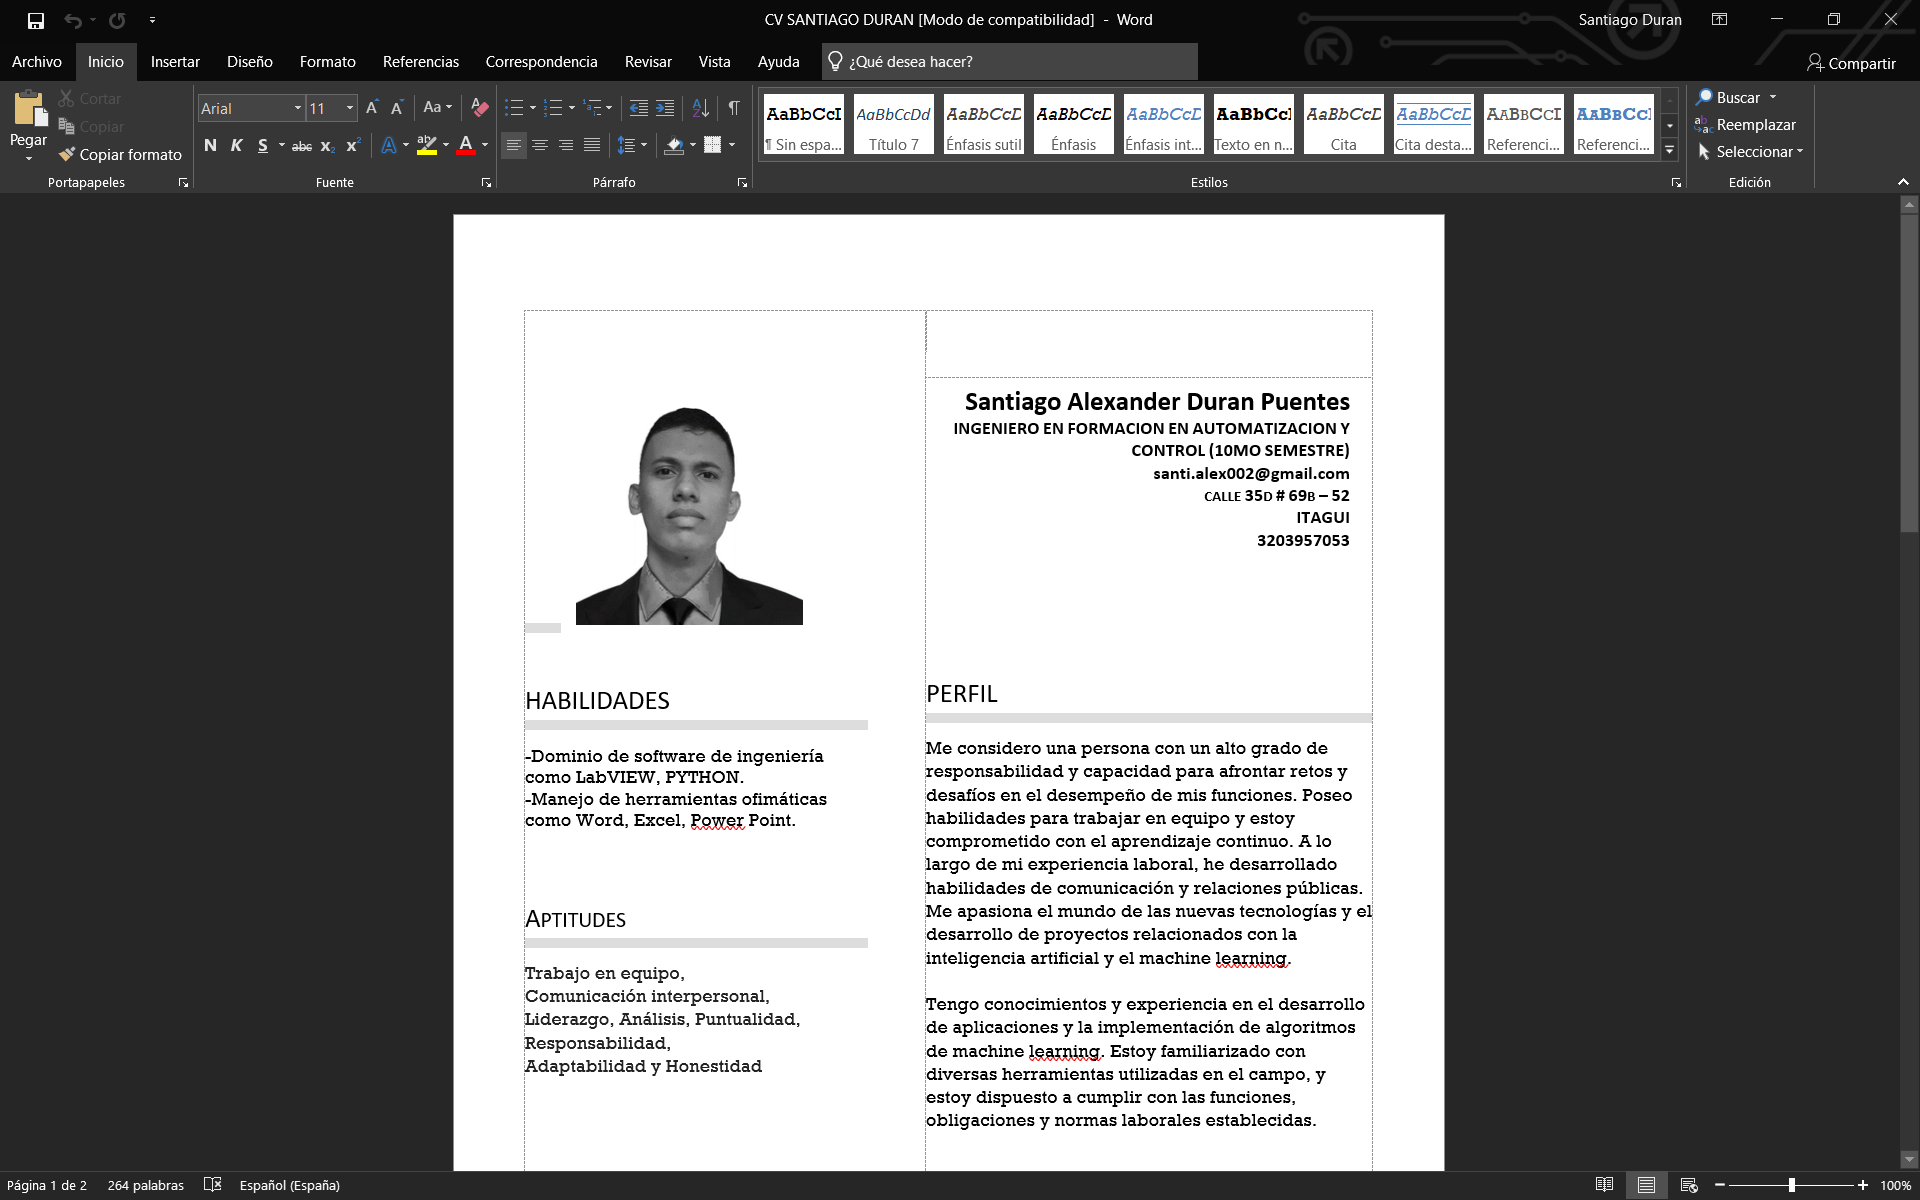 CV SANTIAGO DURAN [Modo de compatibilidad] - Word
Santiago Duran
Archivo Inicio Insertar Diseño Formato Referencias Correspondencia Revisar Vista Ayuda ¿Qué desea hacer? Compartir
Pegar
Cortar
Copiar
Copiar formato
Portapapeles
Arial 11
Fuente
Párrafo
AaBbCcI AaBbCcDd AaBbCcD AaBbCcD AaBbCcD AaBbCcI AaBbCcD AaBbCcD AABBCCI AABBCCI
¶ Sin espa... Título 7 Énfasis sutil Énfasis Énfasis int... Texto en n... Cita Cita desta... Referenci... Referenci...
Estilos
Buscar
Reemplazar
Seleccionar
Edición
Santiago Alexander Duran Puentes
INGENIERO EN FORMACION EN AUTOMATIZACION Y
CONTROL (10MO SEMESTRE)
santi.alex002@gmail.com
CALLE 35D # 69B – 52
ITAGUI
3203957053
HABILIDADES
-Dominio de software de ingeniería
como LabVIEW, PYTHON.
-Manejo de herramientas ofimáticas
como Word, Excel, Power Point.
APTITUDES
Trabajo en equipo,
Comunicación interpersonal,
Liderazgo, Análisis, Puntualidad,
Responsabilidad,
Adaptabilidad y Honestidad
PERFIL
Me considero una persona con un alto grado de
responsabilidad y capacidad para afrontar retos y
desafíos en el desempeño de mis funciones. Poseo
habilidades para trabajar en equipo y estoy
comprometido con el aprendizaje continuo. A lo
largo de mi experiencia laboral, he desarrollado
habilidades de comunicación y relaciones públicas.
Me apasiona el mundo de las nuevas tecnologías y el
desarrollo de proyectos relacionados con la
inteligencia artificial y el machine learning.
Tengo conocimientos y experiencia en el desarrollo
de aplicaciones y la implementación de algoritmos
de machine learning. Estoy familiarizado con
diversas herramientas utilizadas en el campo, y
estoy dispuesto a cumplir con las funciones,
obligaciones y normas laborales establecidas.
Página 1 de 2 264 palabras Español (España) 100%